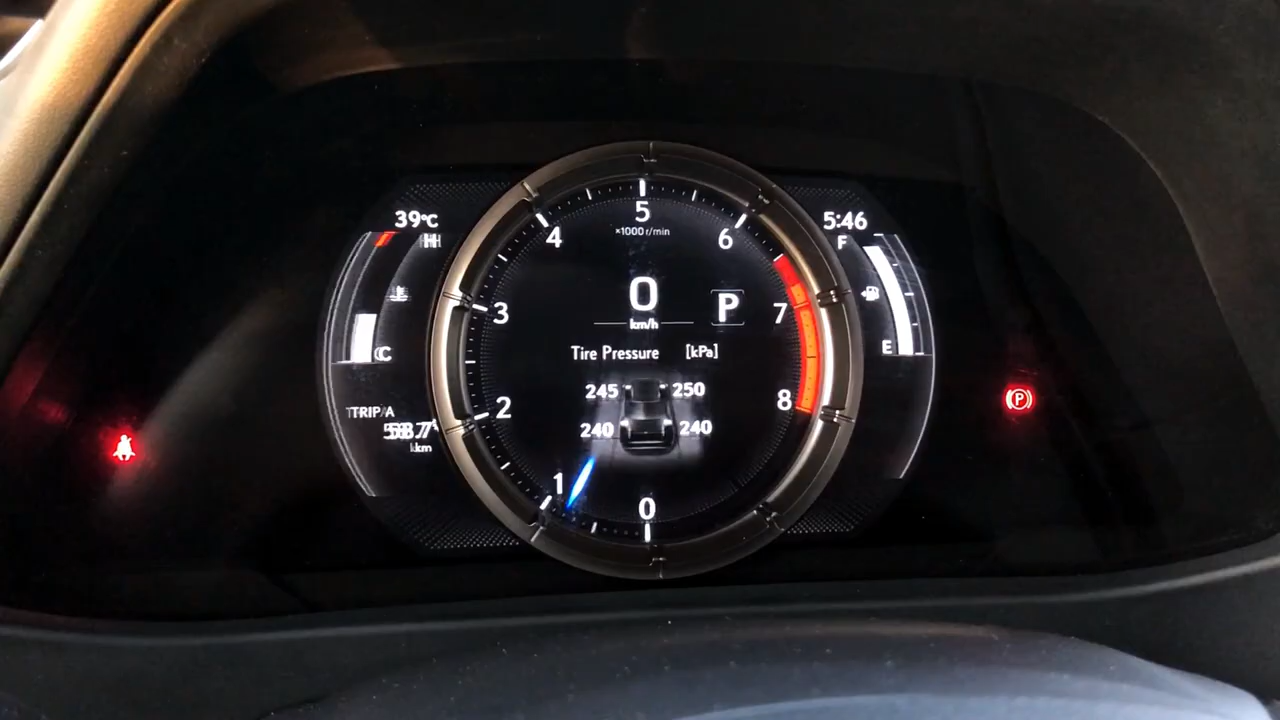 39℃
5:46
H
F
C
E
TRIP A
km
5
×1000 r/min
4
6
3
7
2
8
1
0
0
km/h
P
Tire Pressure [kPa]
245 250
240 240
P